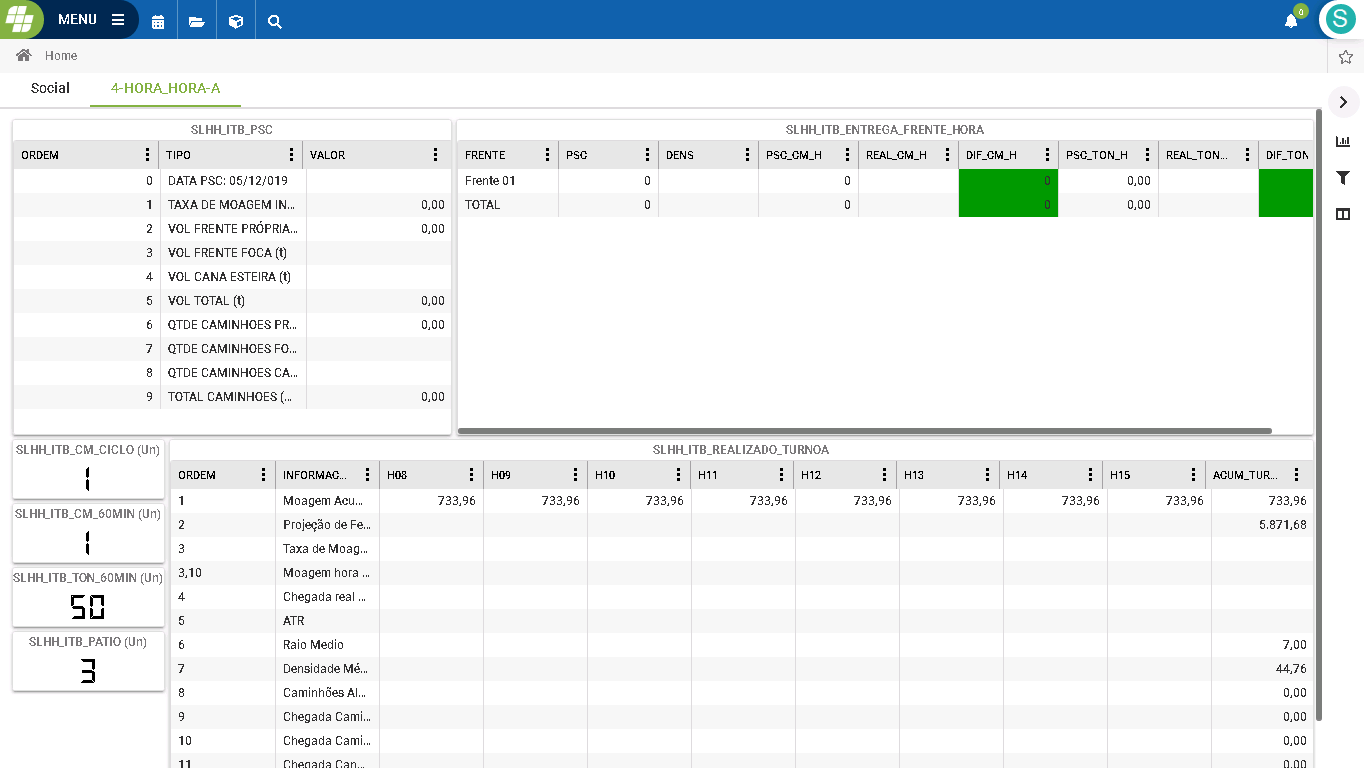 MENU
0
S
Home
Social 4-HORA_HORA-A
SLHH_ITB_PSC
ORDEM TIPO VALOR
0 DATA PSC: 05/12/019
1 TAXA DE MOAGEM IN... 0,00
2 VOL FRENTE PRÓPRIA... 0,00
3 VOL FRENTE FOCA (t)
4 VOL CANA ESTEIRA (t)
5 VOL TOTAL (t) 0,00
6 QTDE CAMINHOES PR... 0,00
7 QTDE CAMINHOES FO...
8 QTDE CAMINHOES CA...
9 TOTAL CAMINHOES (... 0,00
SLHH_ITB_ENTREGA_FRENTE_HORA
FRENTE PSC DENS PSC_CM_H REAL_CM_H DIF_CM_H PSC_TON_H REAL_TON... DIF_TON
Frente 01 0 0 0 0,00
TOTAL 0 0 0 0,00
SLHH_ITB_CM_CICLO (Un)
1
SLHH_ITB_CM_60MIN (Un)
1
SLHH_ITB_TON_60MIN (Un)
50
SLHH_ITB_PATIO (Un)
3
SLHH_ITB_REALIZADO_TURNOA
ORDEM INFORMAC... H08 H09 H10 H11 H12 H13 H14 H15 ACUM_TUR...
1 Moagem Acu... 733,96 733,96 733,96 733,96 733,96 733,96 733,96 733,96 733,96
2 Projeção de Fe... 5.871,68
3 Taxa de Moag...
3,10 Moagem hora ...
4 Chegada real ...
5 ATR
6 Raio Medio 7,00
7 Densidade Mé... 44,76
8 Caminhões Al... 0,00
9 Chegada Cami... 0,00
10 Chegada Cami... 0,00
11 Chegada Can... 0,00